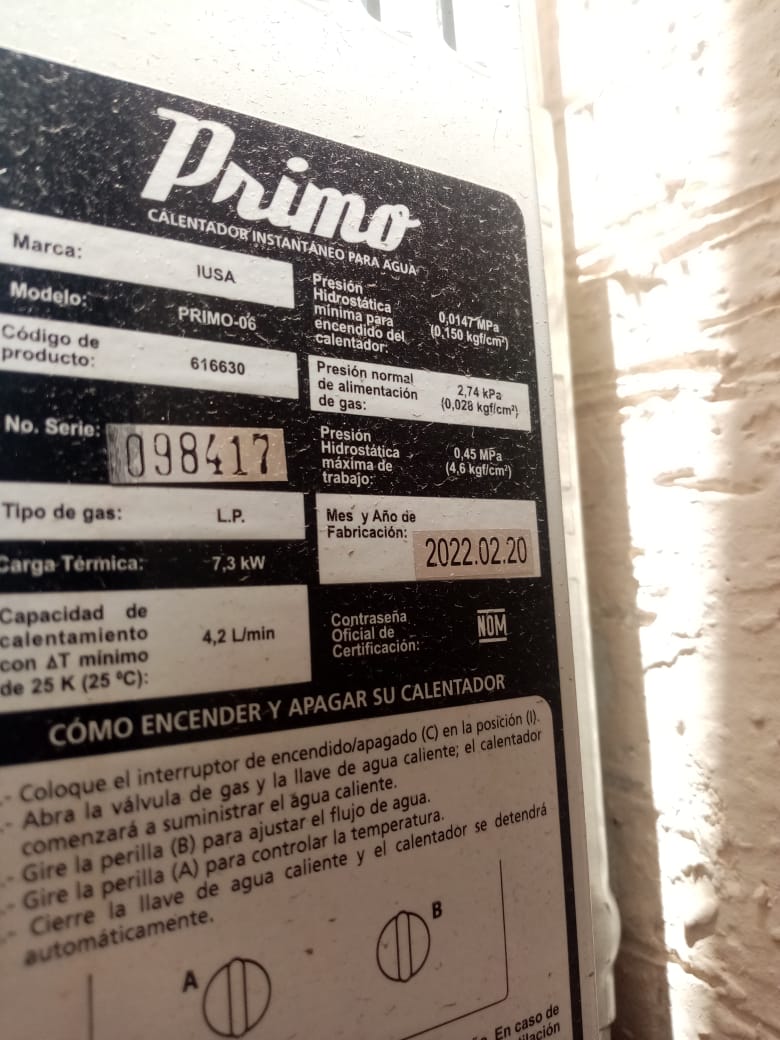 Primo
CALENTADOR INSTANTÁNEO PARA AGUA
Marca:
IUSA
Modelo:
PRIMO-06
Código de
producto:
616630
No. Serie:
098417
Tipo de gas:
L.P.
Carga Térmica:
7,3 kW
Capacidad de
calentamiento
con ΔT mínimo
de 25 K (25 ºC):
4,2 L/min
Presión
Hidrostática
mínima para
encendido del
calentador:
0,0147 MPa
(0,150 kgf/cm²)
Presión normal
de alimentación
de gas:
2,74 kPa
(0,028 kgf/cm²)
Presión
Hidrostática
máxima de
trabajo:
0,45 MPa
(4,6 kgf/cm²)
Mes y Año de
Fabricación:
2022.02.20
Contraseña
Oficial de
Certificación:
NOM
CÓMO ENCENDER Y APAGAR SU CALENTADOR
.- Coloque el interruptor de encendido/apagado (C) en la posición (I).
.- Abra la válvula de gas y la llave de agua caliente; el calentador
comenzará a suministrar el agua caliente.
.- Gire la perilla (B) para ajustar el flujo de agua.
.- Gire la perilla (A) para controlar la temperatura.
.- Cierre la llave de agua caliente y el calentador se detendrá
automáticamente.
A
B
En caso de